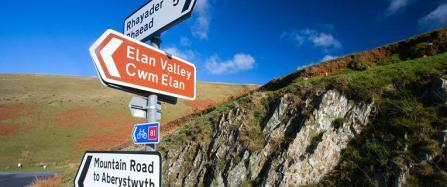 Rhayader
Rhaeadr
Elan Valley
Cwm Elan
81
Mountain Road
to Aberystwyth